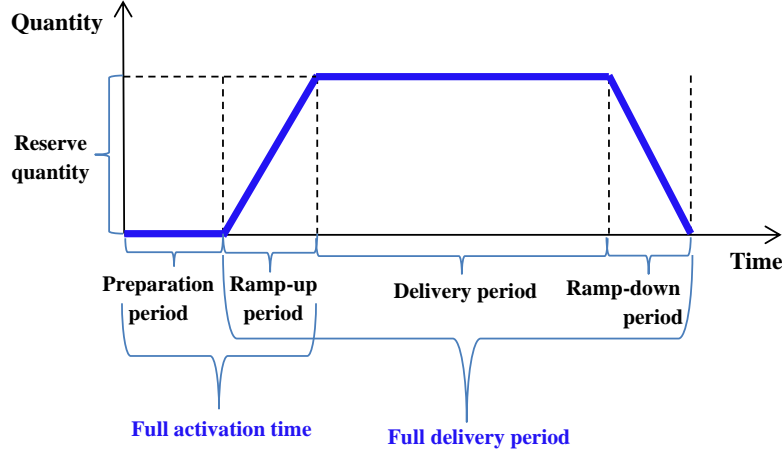 Quantity
Reserve
quantity
Time
Preparation
period
Ramp-up
period
Delivery period
Ramp-down
period
Full activation time
Full delivery period